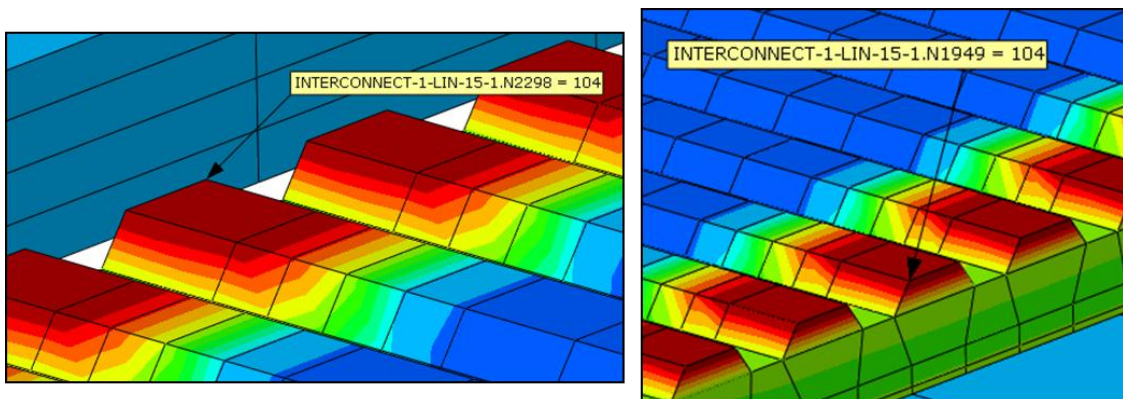 INTERCONNECT-1-LIN-15-1.N2298 = 104
INTERCONNECT-1-LIN-15-1.N1949 = 104